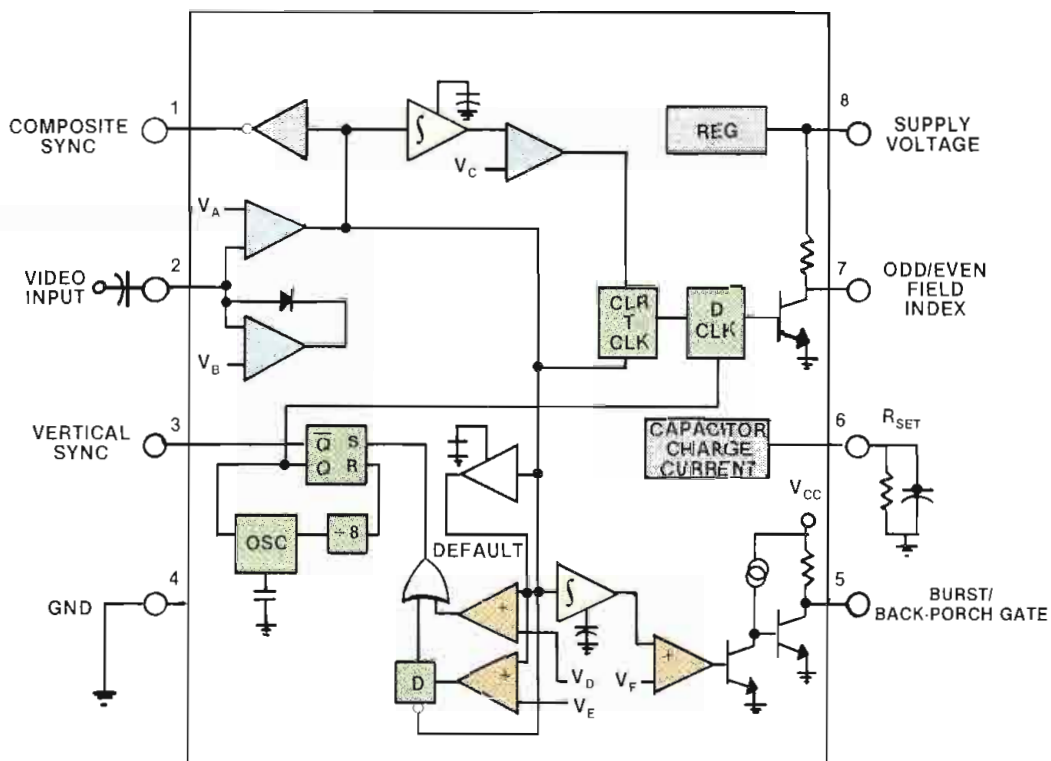 1
COMPOSITE
SYNC
∫
V_C
REG
8
SUPPLY
VOLTAGE
V_A
2
VIDEO
INPUT
V_B
CLR
T
CLK
D
CLK
7
ODD/EVEN
FIELD
INDEX
3
VERTICAL
SYNC
Q̅ S
Q R
OSC
÷8
DEFAULT
CAPACITOR
CHARGE
CURRENT
6
R_SET
V_CC
4
GND
+
∫
5
BURST/
BACK-PORCH GATE
+
V_D
V_E
D
+
V_F